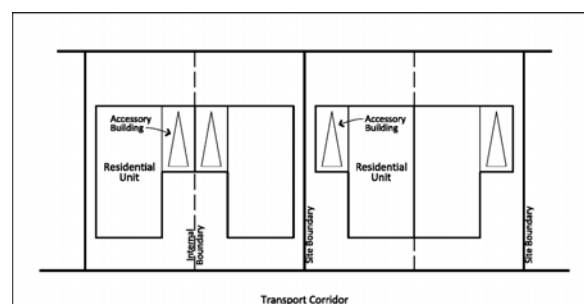 Accessory
Building
Residential
Unit
Internal
Boundary
Site Boundary
Accessory
Building
Residential
Unit
Site Boundary
Transport Corridor